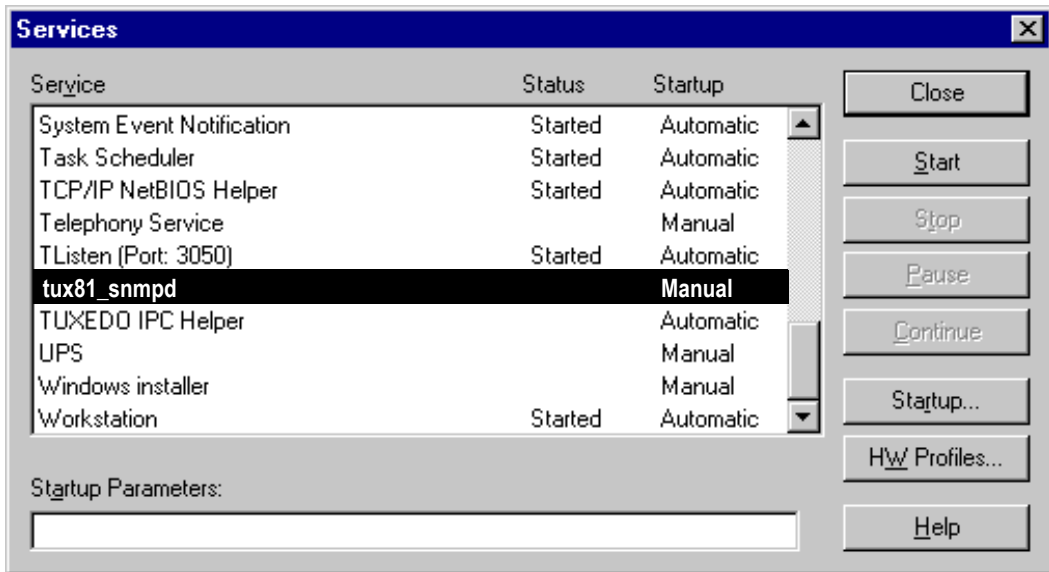 Services
Service Status Startup
System Event Notification Started Automatic
Task Scheduler Started Automatic
TCP/IP NetBIOS Helper Started Automatic
Telephony Service Manual
TListen (Port: 3050) Started Automatic
tux81_snmpd Manual
TUXEDO IPC Helper Automatic
UPS Manual
Windows installer Manual
Workstation Started Automatic
Startup Parameters:
Close
Start
Stop
Pause
Continue
Startup...
HW Profiles...
Help